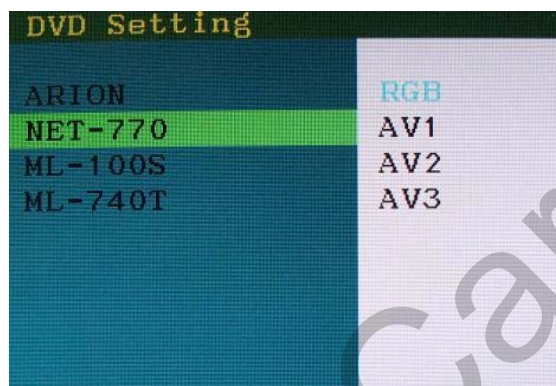 DVD Setting
ARION
NET-770
ML-100S
ML-740T
RGB
AV1
AV2
AV3